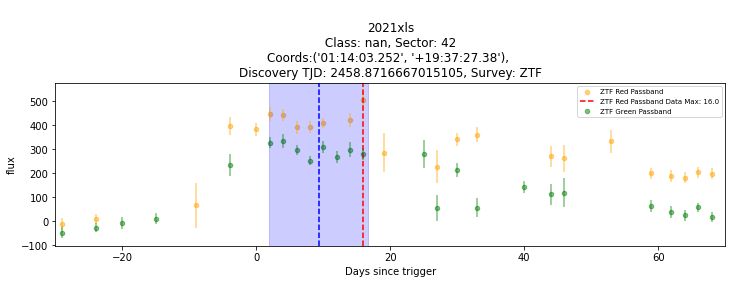 2021xls
Class: nan, Sector: 42
Coords:('01:14:03.252', '+19:37:27.38'),
Discovery TJD: 2458.8716667015105, Survey: ZTF
ZTF Red Passband
ZTF Red Passband Data Max: 16.0
ZTF Green Passband
flux
500
400
300
200
100
0
−100
−20
0
20
40
60
Days since trigger